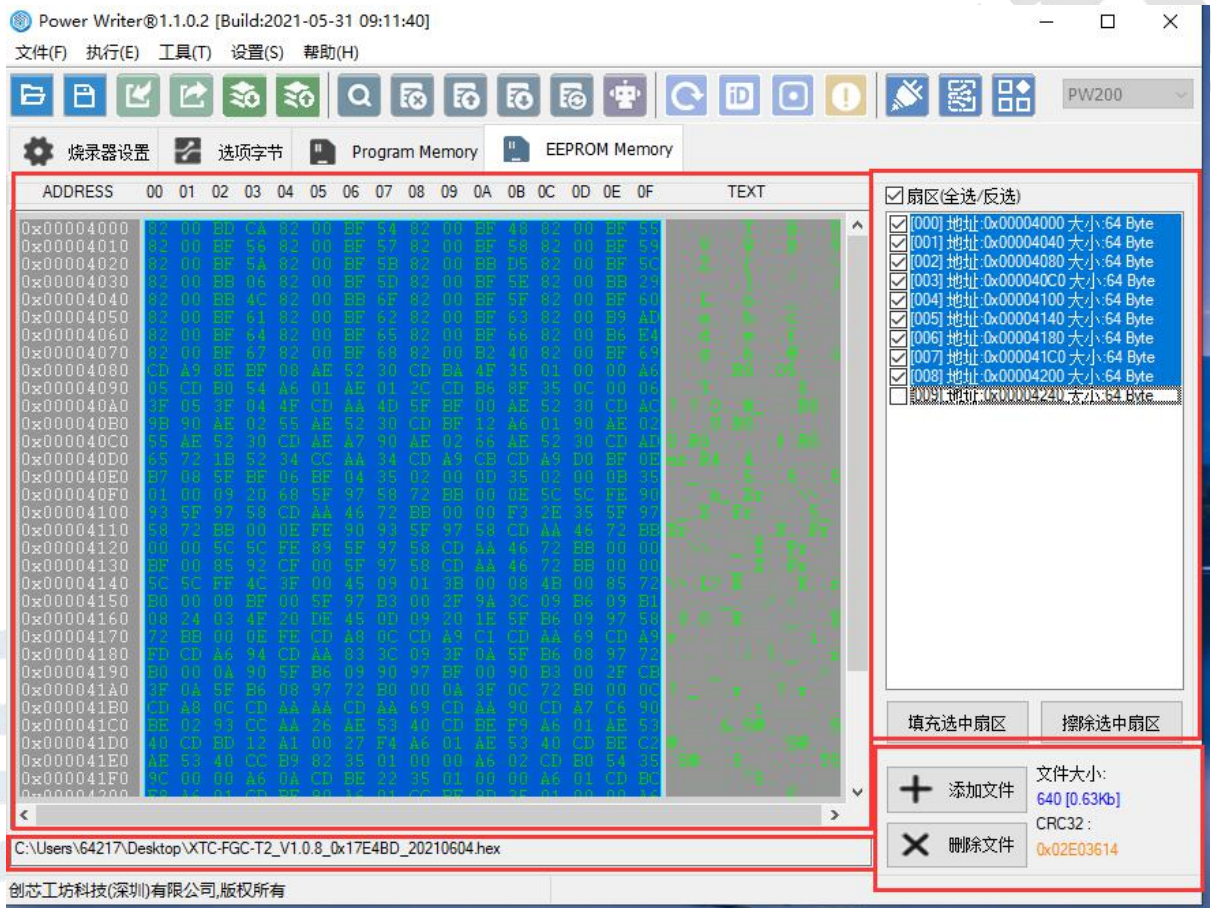 Power Writer®1.1.0.2 [Build:2021-05-31 09:11:40]
文件(F) 执行(E) 工具(T) 设置(S) 帮助(H)
iD PW200
烧录器设置 选项字节 Program Memory EEPROM Memory
ADDRESS 00 01 02 03 04 05 06 07 08 09 0A 0B 0C 0D 0E 0F TEXT
0x00004000 82 00 BD CA 82 00 BF 54 82 00 BF 48 82 00 BF 55
0x00004010 82 00 BF 56 82 00 BF 57 82 00 BF 58 82 00 BF 59
0x00004020 82 00 BF 5A 82 00 BF 5B 82 00 BB D5 82 00 BF 5C
0x00004030 82 00 BB 06 82 00 BF 5D 82 00 BF 5E 82 00 BB 29
0x00004040 82 00 BB 4C 82 00 BB 6F 82 00 BF 5F 82 00 BF 60
0x00004050 82 00 BF 61 82 00 BF 62 82 00 BF 63 82 00 B9 AD
0x00004060 82 00 BF 64 82 00 BF 65 82 00 BF 66 82 00 B6 E4
0x00004070 82 00 BF 67 82 00 BF 68 82 00 B2 40 82 00 BF 69
0x00004080 CD A9 8E BF 08 AE 52 30 CD BA 4F 35 01 00 00 A6
0x00004090 05 CD B0 54 A6 01 AE 01 2C CD B6 8F 35 0C 00 06
0x000040A0 3F 05 3F 04 4F CD AA 4D 5F BF 00 AE 52 30 CD AC
0x000040B0 9B 90 AE 02 55 AE 52 30 CD BF 12 A6 01 90 AE 02
0x000040C0 55 AE 52 30 CD AE A7 90 AE 02 66 AE 52 30 CD AD
0x000040D0 65 72 1B 52 34 CC AA 34 CD A9 CB CD A9 D0 BF 0E
0x000040E0 B7 08 5F BF 06 BF 04 35 02 00 0D 35 02 00 0B 35
0x000040F0 01 00 09 20 68 5F 97 58 72 BB 00 0E 5C 5C FE 90
0x00004100 93 5F 97 58 CD AA 46 72 BB 00 00 F3 2E 35 5F 97
0x00004110 58 72 BB 00 0E FE 90 93 5F 97 58 CD AA 46 72 BB
0x00004120 00 00 5C 5C FE 89 5F 97 58 CD AA 46 72 BB 00 00
0x00004130 BF 00 85 92 CF 00 5F 97 58 CD AA 46 72 BB 00 00
0x00004140 5C 5C FF 4C 3F 00 45 09 01 3B 00 08 4B 00 85 72
0x00004150 B0 00 00 BF 00 5F 97 B3 00 2F 9A 3C 09 B6 09 B1
0x00004160 08 24 03 4F 20 DE 45 0D 09 20 1E 5F B6 09 97 58
0x00004170 72 BB 00 0E FE CD A8 0C CD A9 C1 CD AA 69 CD A9
0x00004180 FD CD A6 94 CD AA 83 3C 09 3F 0A 5F B6 08 97 72
0x00004190 B0 00 0A 90 5F B6 09 90 97 BF 00 90 B3 00 2F CB
0x000041A0 3F 0A 5F B6 08 97 72 B0 00 0A 3F 0C 72 B0 00 0C
0x000041B0 CD A8 0C CD AA AA CD AA 69 CD AA 90 CD A7 C6 90
0x000041C0 BE 02 93 CC AA 26 AE 53 40 CD BE F9 A6 01 AE 53
0x000041D0 40 CD BD 12 A1 00 27 F4 A6 01 AE 53 40 CD BE C2
0x000041E0 AE 53 40 CC B9 82 35 01 00 00 A6 02 CD B0 54 35
0x000041F0 9C 00 00 A6 0A CD BE 22 35 01 00 00 A6 01 CD BC
扇区(全选/反选)
[000] 地址:0x00004000 大小:64 Byte
[001] 地址:0x00004040 大小:64 Byte
[002] 地址:0x00004080 大小:64 Byte
[003] 地址:0x000040C0 大小:64 Byte
[004] 地址:0x00004100 大小:64 Byte
[005] 地址:0x00004140 大小:64 Byte
[006] 地址:0x00004180 大小:64 Byte
[007] 地址:0x000041C0 大小:64 Byte
[008] 地址:0x00004200 大小:64 Byte
[009] 地址:0x00004240 大小:64 Byte
填充选中扇区 擦除选中扇区
添加文件 文件大小:
640 [0.63Kb]
删除文件 CRC32 :
0x02E03614
C:\Users\64217\Desktop\XTC-FGC-T2_V1.0.8_0x17E4BD_20210604.hex
创芯工坊科技(深圳)有限公司,版权所有